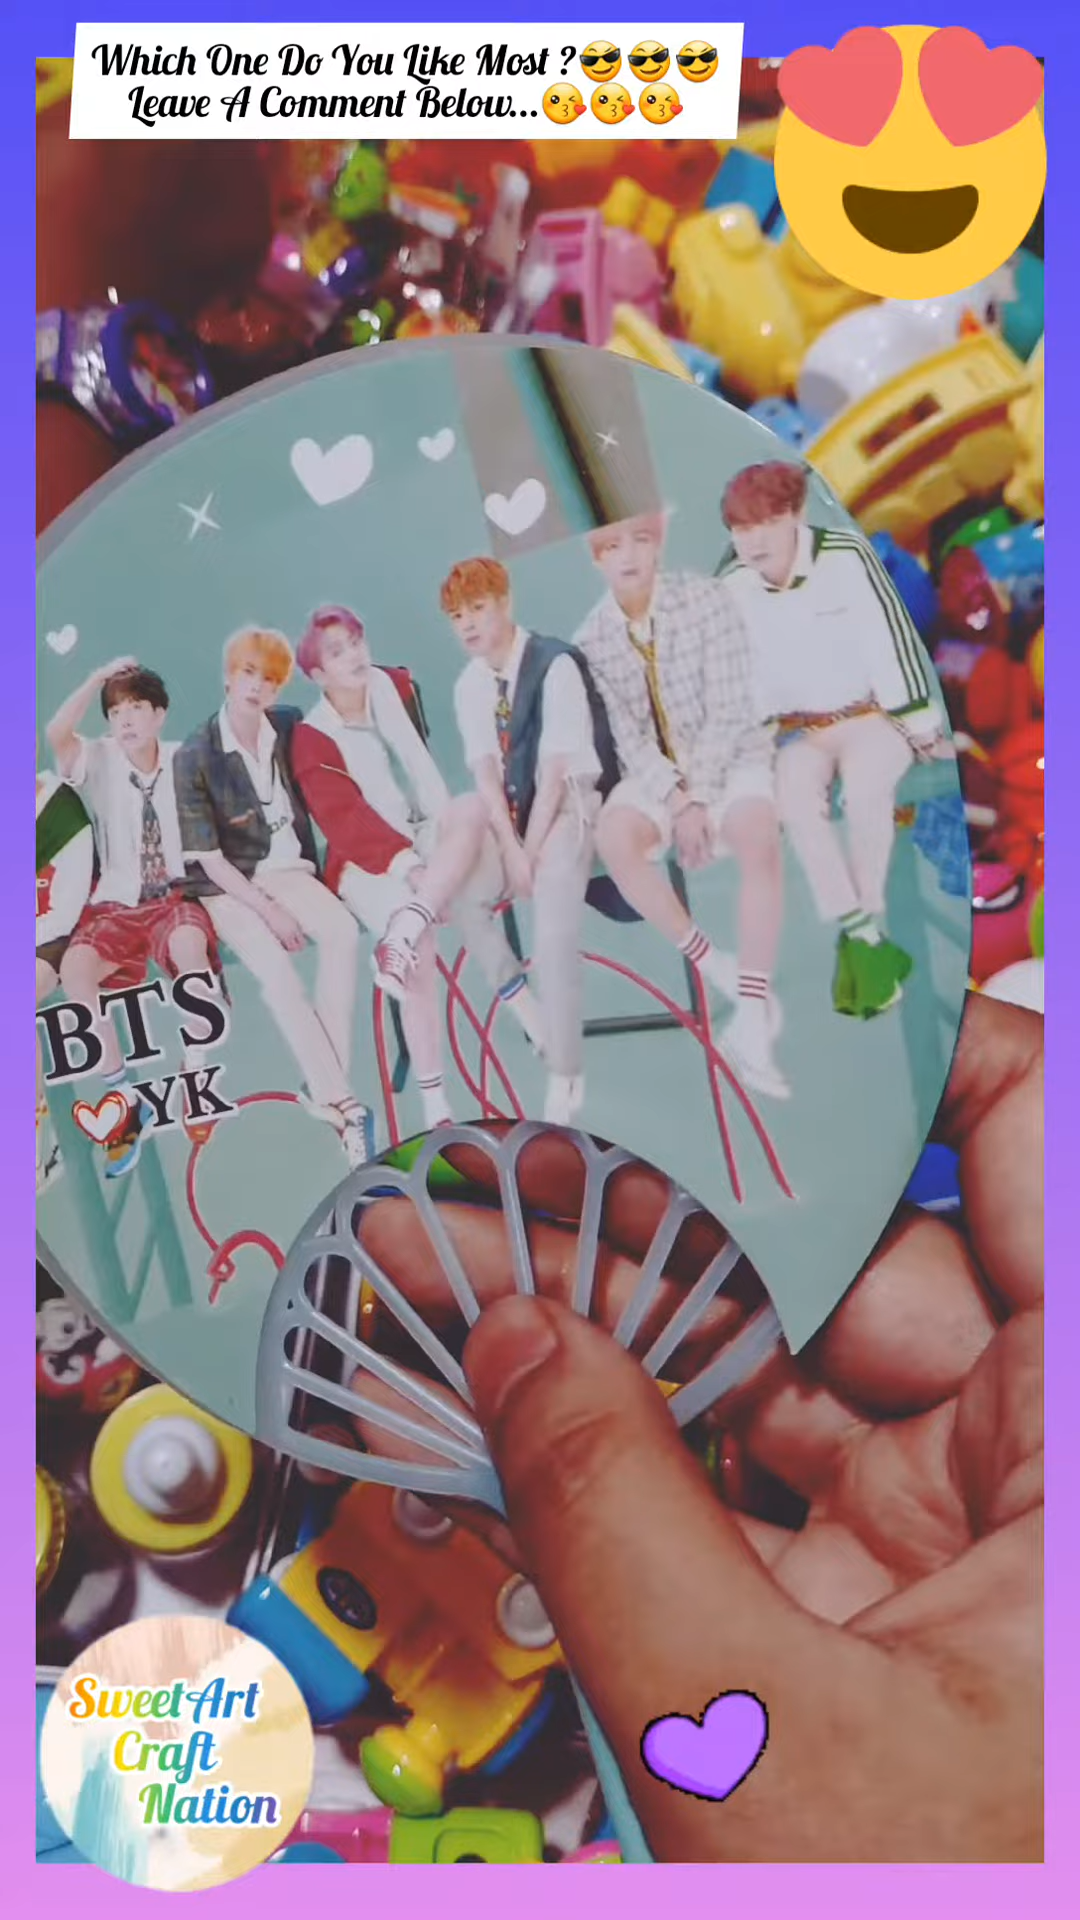 Which One Do You Like Most ?😎😎😎
Leave A Comment Below...😘😘😘
BTS
YK
Sweet Art
Craft
Nation